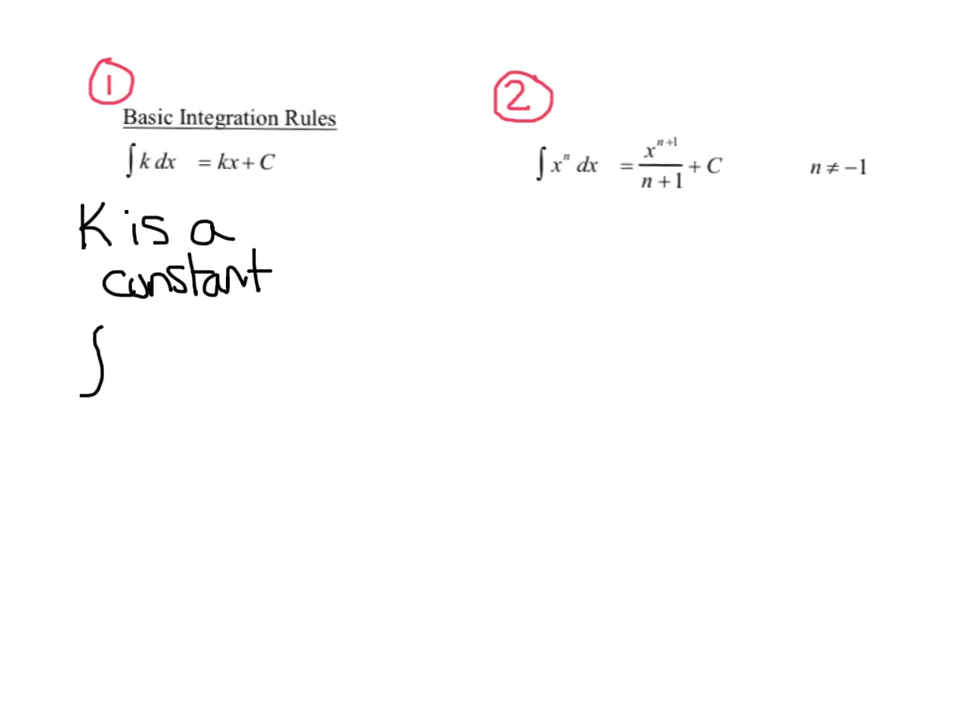 1
Basic Integration Rules
∫ k dx = kx + C
K is a
constant
∫
2
∫ xⁿ dx = xⁿ⁺¹/(n + 1) + C n ≠ −1